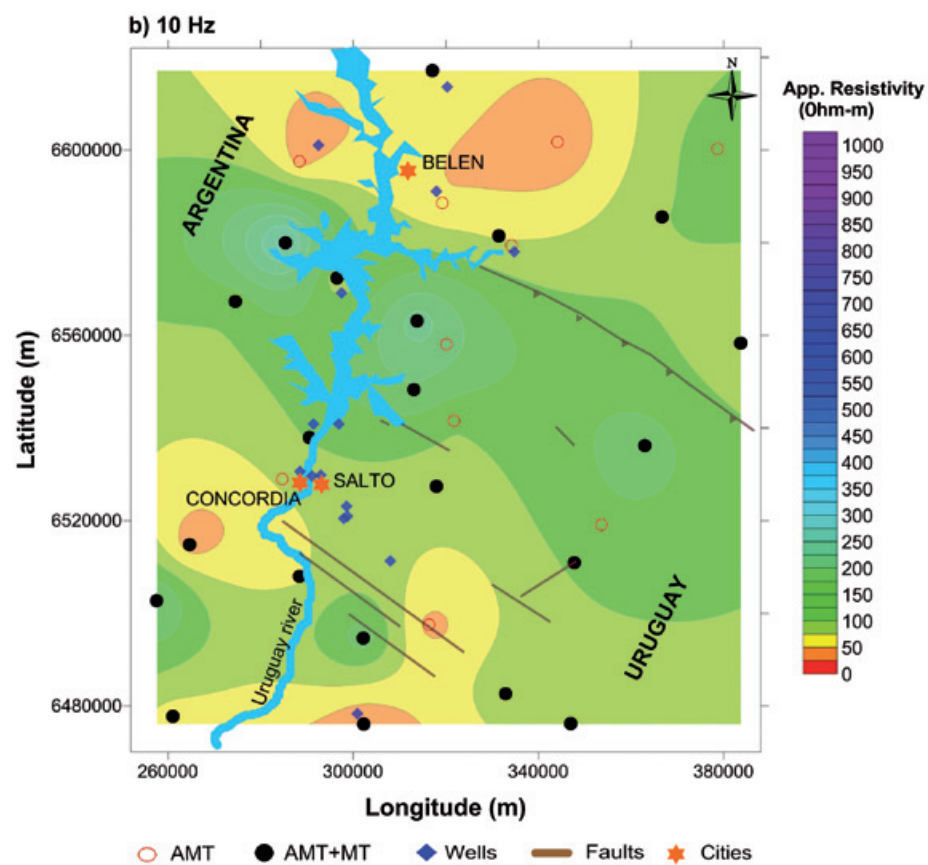 b) 10 Hz
N
App. Resistivity
(Ohm-m)
1000
950
900
850
800
750
700
650
600
550
500
450
400
350
300
250
200
150
100
50
0
6600000
6560000
6520000
6480000
Latitude (m)
ARGENTINA
BELEN
SALTO
CONCORDIA
Uruguay river
URUGUAY
260000 300000 340000 380000
Longitude (m)
AMT AMT+MT Wells Faults Cities